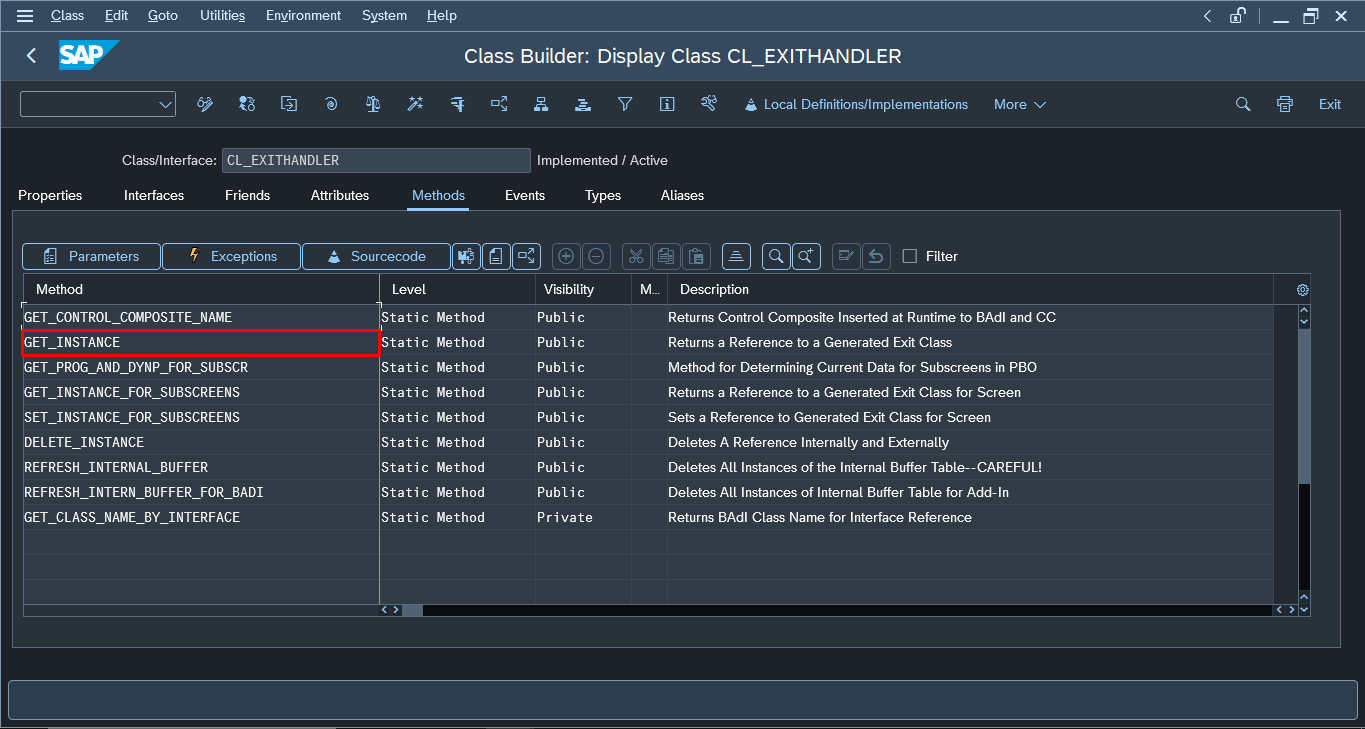 Class Edit Goto Utilities Environment System Help
SAP Class Builder: Display Class CL_EXITHANDLER
Local Definitions/Implementations More Exit
Class/Interface: CL_EXITHANDLER Implemented / Active
Properties Interfaces Friends Attributes Methods Events Types Aliases
Parameters Exceptions Sourcecode Filter
Method Level Visibility M... Description
GET_CONTROL_COMPOSITE_NAME Static Method Public Returns Control Composite Inserted at Runtime to BAdI and CC
GET_INSTANCE Static Method Public Returns a Reference to a Generated Exit Class
GET_PROG_AND_DYNP_FOR_SUBSCR Static Method Public Method for Determining Current Data for Subscreens in PBO
GET_INSTANCE_FOR_SUBSCREENS Static Method Public Returns a Reference to a Generated Exit Class for Screen
SET_INSTANCE_FOR_SUBSCREENS Static Method Public Sets a Reference to Generated Exit Class for Screen
DELETE_INSTANCE Static Method Public Deletes A Reference Internally and Externally
REFRESH_INTERNAL_BUFFER Static Method Public Deletes All Instances of the Internal Buffer Table--CAREFUL!
REFRESH_INTERN_BUFFER_FOR_BADI Static Method Public Deletes All Instances of Internal Buffer Table for Add-In
GET_CLASS_NAME_BY_INTERFACE Static Method Private Returns BAdI Class Name for Interface Reference